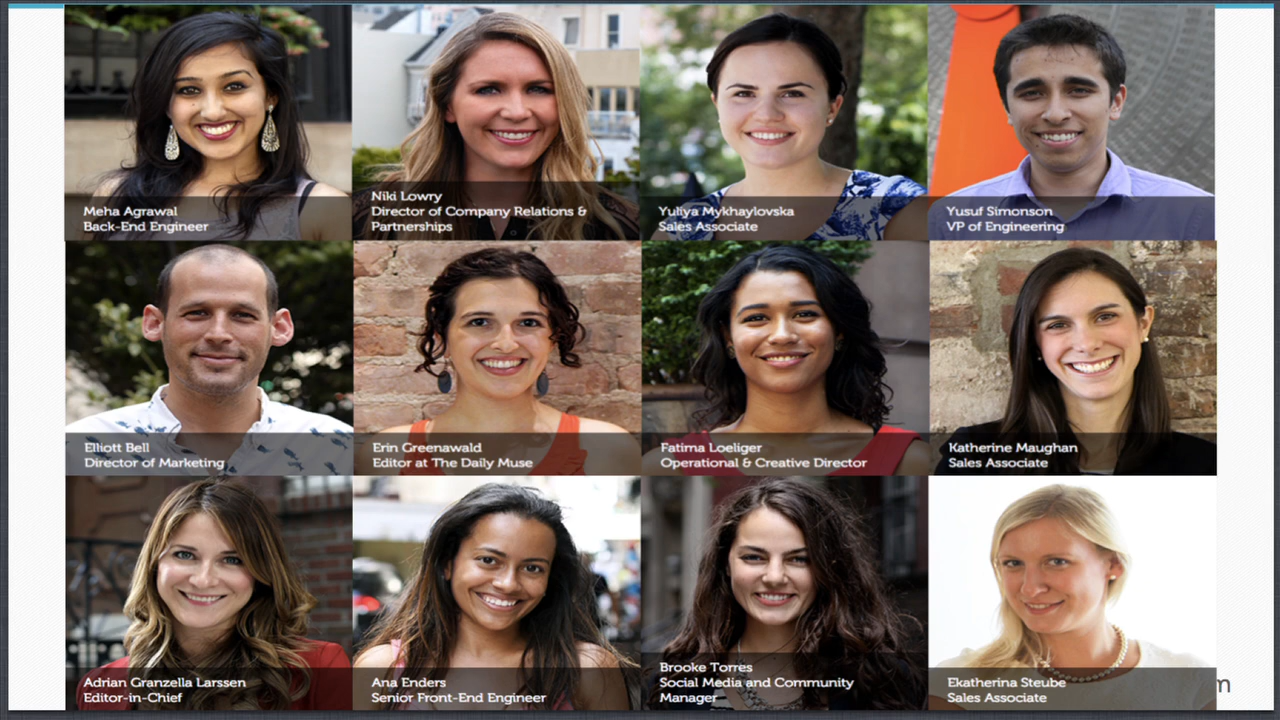 Meha Agrawal
Back-End Engineer
Niki Lowry
Director of Company Relations &
Partnerships
Yuliya Mykhaylovska
Sales Associate
Yusuf Simonson
VP of Engineering
Elliott Bell
Director of Marketing
Erin Greenawald
Editor at The Daily Muse
Fatima Loeliger
Operational & Creative Director
Katherine Maughan
Sales Associate
Adrian Granzella Larssen
Editor-in-Chief
Ana Enders
Senior Front-End Engineer
Brooke Torres
Social Media and Community
Manager
Ekatherina Steube
Sales Associate